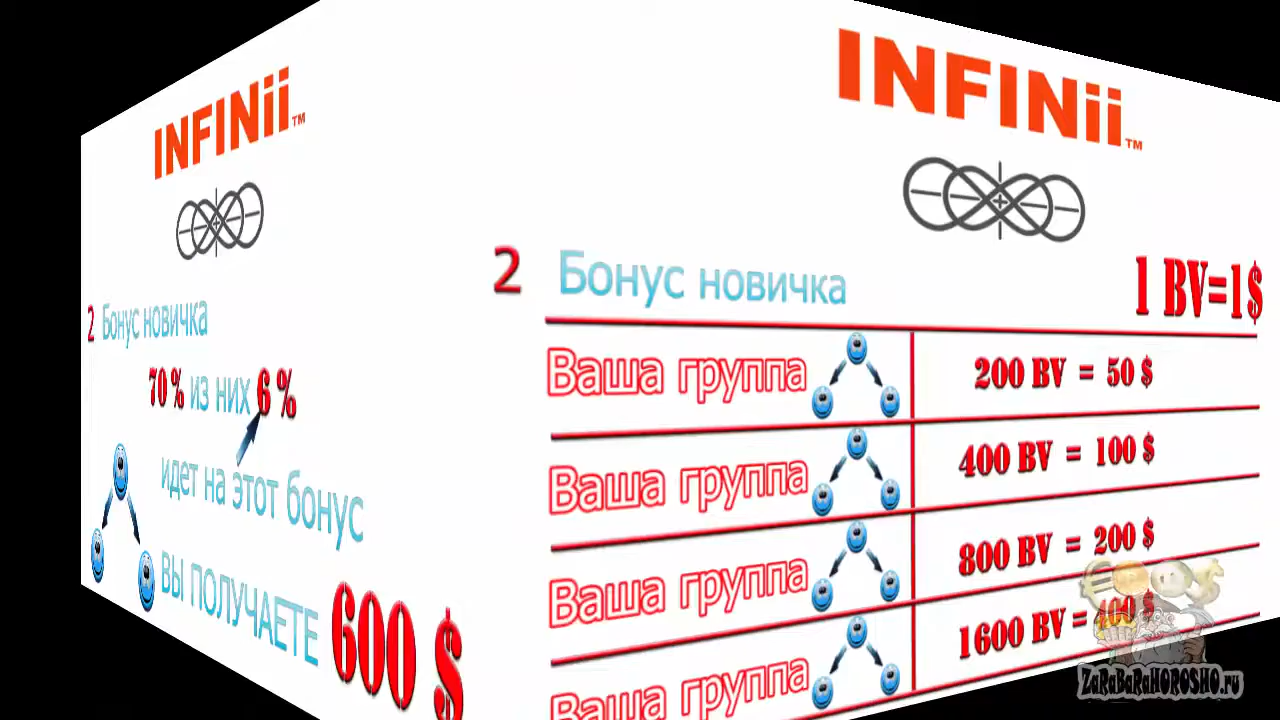 INFINii™
2 Бонус новичка
70 % из них 6 %
идет на этот бонус
ВЫ ПОЛУЧАЕТЕ 600 $
INFINii™
2 Бонус новичка
1 BV=1$
Ваша группа 200 BV = 50 $
Ваша группа 400 BV = 100 $
Ваша группа 800 BV = 200 $
Ваша группа 1600 BV = 400 $
Ваша группа
ZaRaBaRaHOROSHO.ru